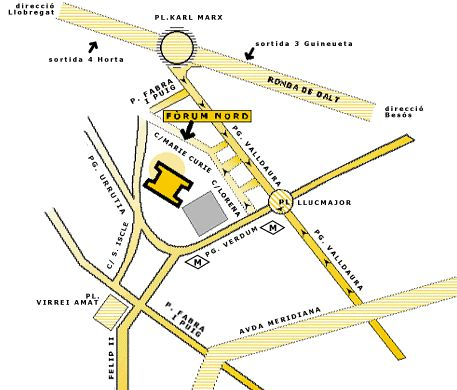 direcció
Llobregat
PL.KARL MARX
sortida 4 Horta
sortida 3 Guineueta
RONDA DE DALT
direcció
Besòs
P. FABRA
I PUIG
FÒRUM NORD
PG. VALLDAURA
C/MARIE CURIE
C/LORENA
PG. URRUTIA
C/ S. ISCLE
PL. LLUCMAJOR
PG. VERDUM
M
M
PG. VALLDAURA
PL.
VIRREI AMAT
P. FABRA
I PUIG
AVDA MERIDIANA
FELIP II